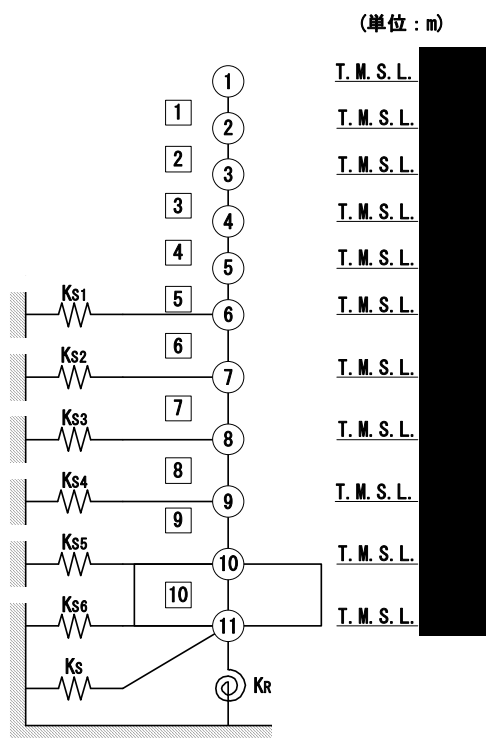 (単位：m)
1 T. M. S. L.
1
2 T. M. S. L.
2
3 T. M. S. L.
3
4 T. M. S. L.
4
5 T. M. S. L.
KS1 5 6 T. M. S. L.
6
KS2 7 T. M. S. L.
7
KS3 8 T. M. S. L.
8
KS4 9 T. M. S. L.
9
KS5 10 T. M. S. L.
10
KS6 11 T. M. S. L.
KS KR